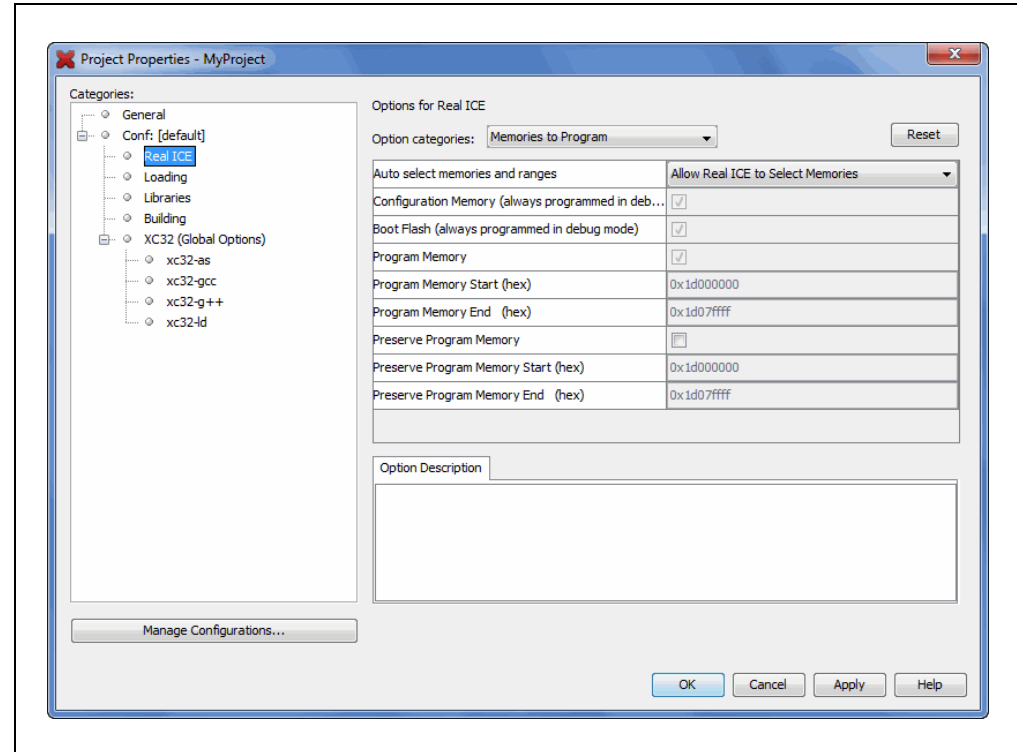 Project Properties - MyProject
Categories:
General
Conf: [default]
Real ICE
Loading
Libraries
Building
XC32 (Global Options)
xc32-as
xc32-gcc
xc32-g++
xc32-ld
Manage Configurations...
Options for Real ICE
Option categories: Memories to Program Reset
Auto select memories and ranges Allow Real ICE to Select Memories
Configuration Memory (always programmed in deb...
Boot Flash (always programmed in debug mode)
Program Memory
Program Memory Start (hex) 0x1d000000
Program Memory End (hex) 0x1d07ffff
Preserve Program Memory
Preserve Program Memory Start (hex) 0x1d000000
Preserve Program Memory End (hex) 0x1d07ffff
Option Description
OK Cancel Apply Help